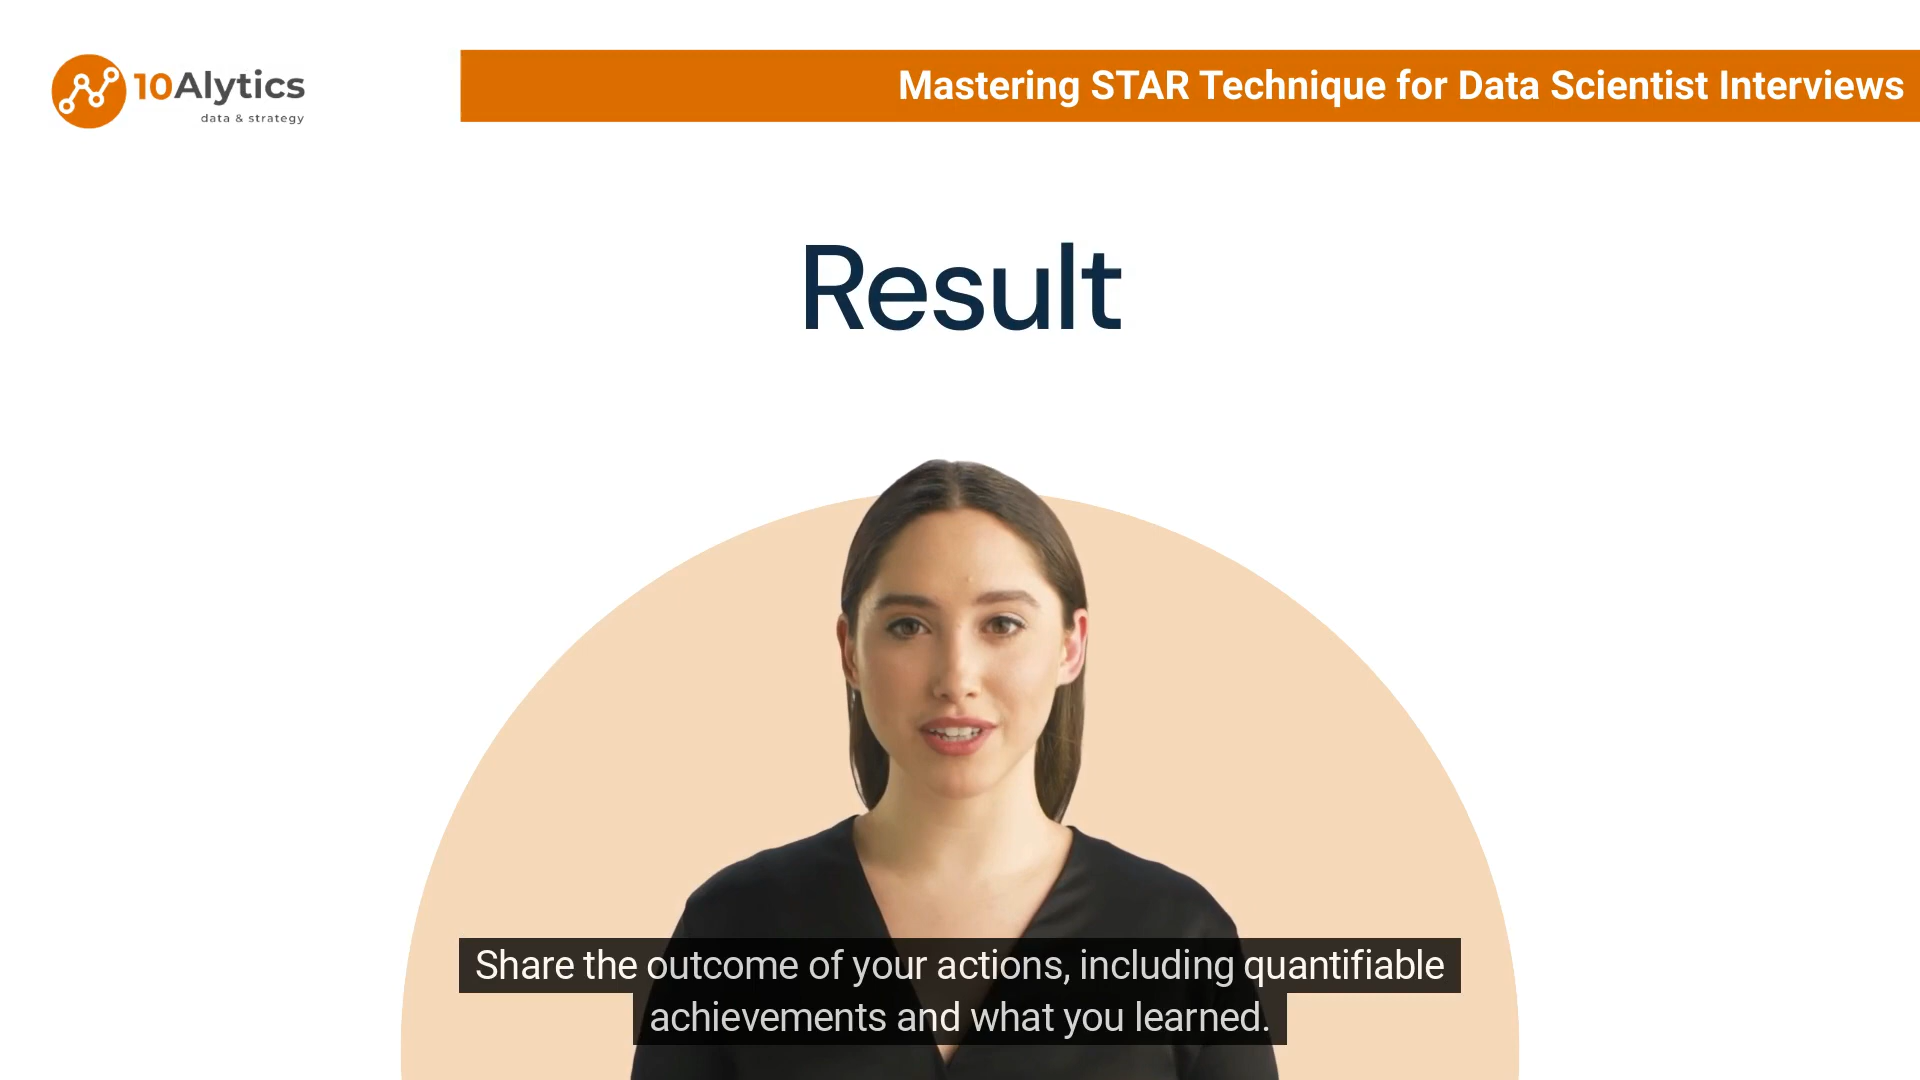 10Alytics
data & strategy
Mastering STAR Technique for Data Scientist Interviews
Result
Share the outcome of your actions, including quantifiable
achievements and what you learned.